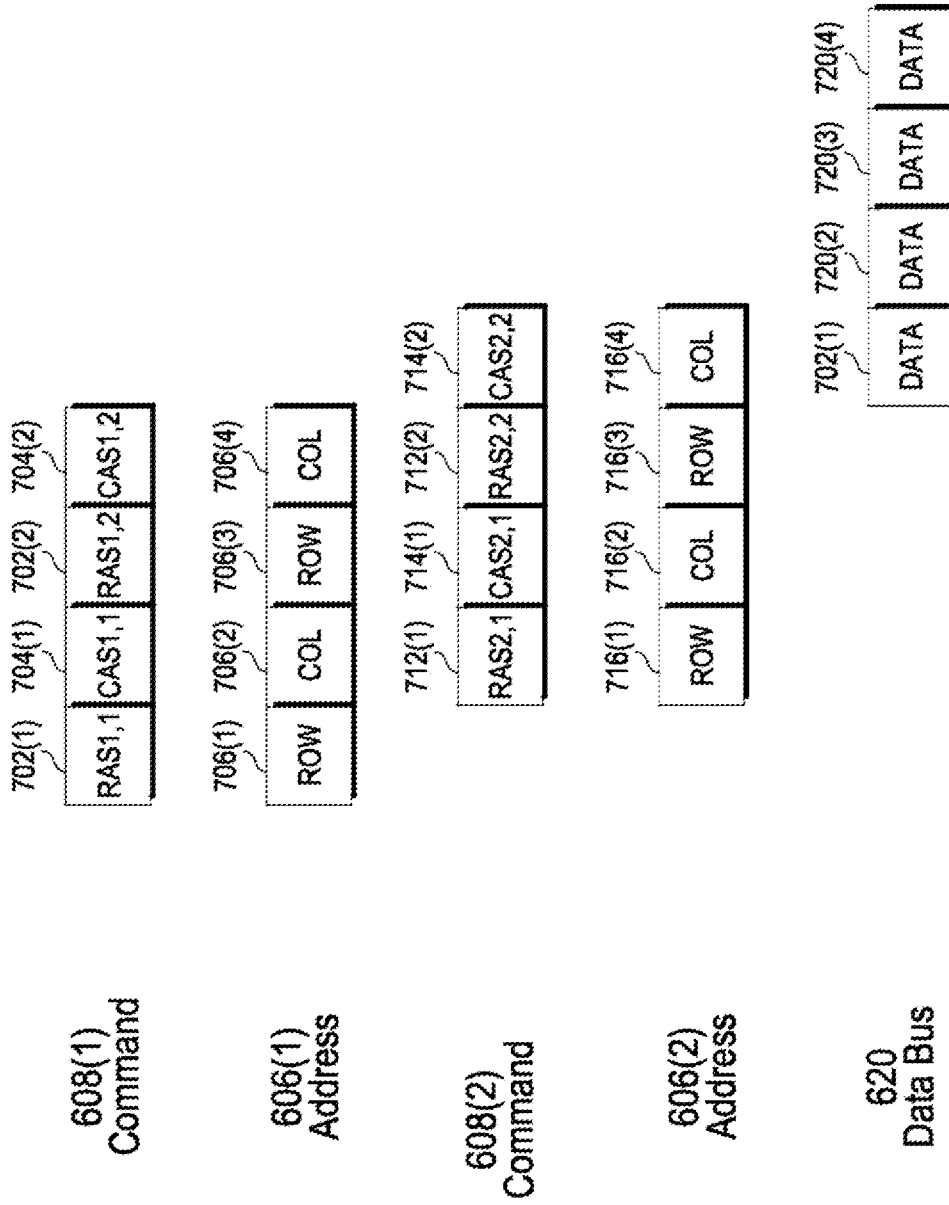 702(1) 704(1) 702(2) 704(2)
608(1)
Command
RAS1,1 CAS1,1 RAS1,2 CAS1,2
706(1) 706(2) 706(3) 706(4)
606(1)
Address
ROW COL ROW COL
712(1) 714(1) 712(2) 714(2)
608(2)
Command
RAS2,1 CAS2,1 RAS2,2 CAS2,2
716(1) 716(2) 716(3) 716(4)
606(2)
Address
ROW COL ROW COL
702(1) 720(2) 720(3) 720(4)
620
Data Bus
DATA DATA DATA DATA